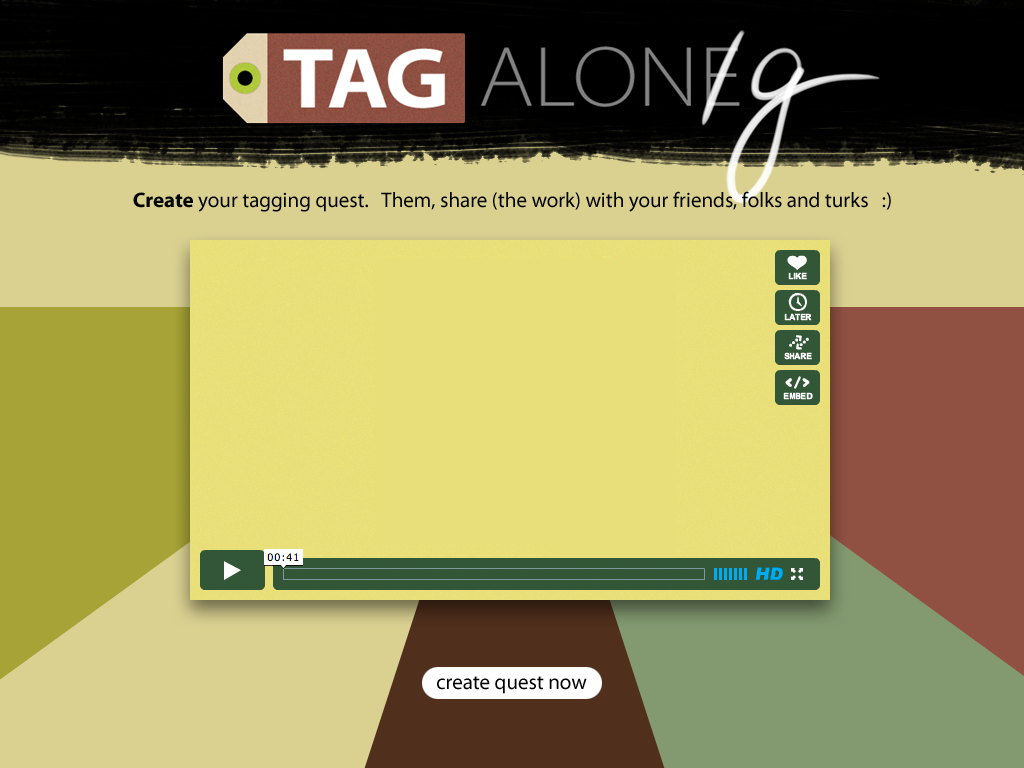 TAG ALONE g
Create your tagging quest. Them, share (the work) with your friends, folks and turks :)
LIKE
LATER
SHARE
EMBED
00:41
HD
create quest now